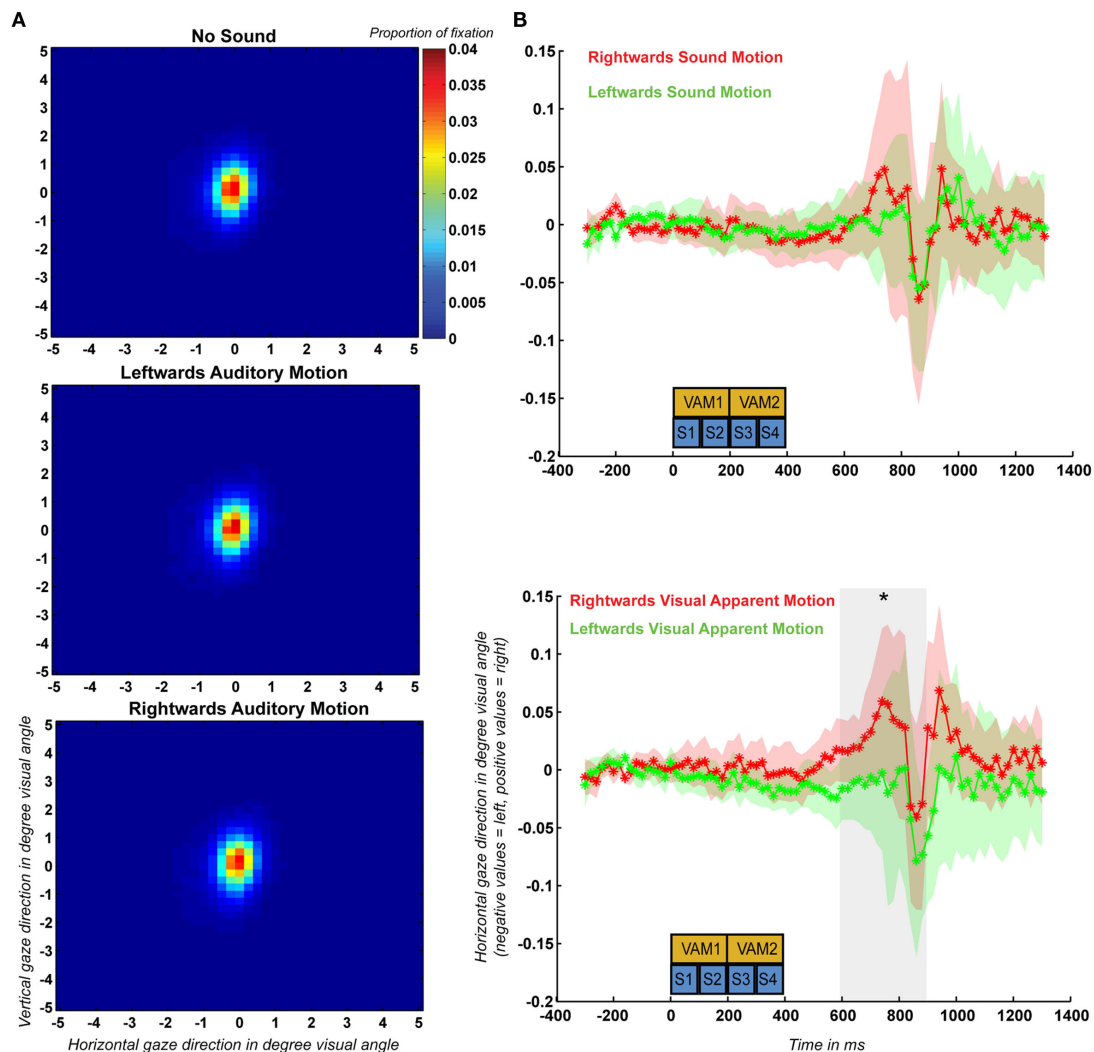 A
No Sound
Proportion of fixation
5
4
3
2
1
0
-1
-2
-3
-4
-5
-5 -4 -3 -2 -1 0 1 2 3 4 5
0.04
0.035
0.03
0.025
0.02
0.015
0.01
0.005
0
Leftwards Auditory Motion
5
4
3
2
1
0
-1
-2
-3
-4
-5
-5 -4 -3 -2 -1 0 1 2 3 4 5
Rightwards Auditory Motion
5
4
3
2
1
0
-1
-2
-3
-4
-5
-5 -4 -3 -2 -1 0 1 2 3 4 5
Vertical gaze direction in degree visual angle
Horizontal gaze direction in degree visual angle
B
0.15
0.1
0.05
0
-0.05
-0.1
-0.15
-0.2
Rightwards Sound Motion
Leftwards Sound Motion
VAM1 VAM2
S1 S2 S3 S4
-400 -200 0 200 400 600 800 1000 1200 1400
0.15
0.1
0.05
0
-0.05
-0.1
-0.15
-0.2
Rightwards Visual Apparent Motion
Leftwards Visual Apparent Motion
*
VAM1 VAM2
S1 S2 S3 S4
-400 -200 0 200 400 600 800 1000 1200 1400
Horizontal gaze direction in degree visual angle
(negative values = left, positive values = right)
Time in ms